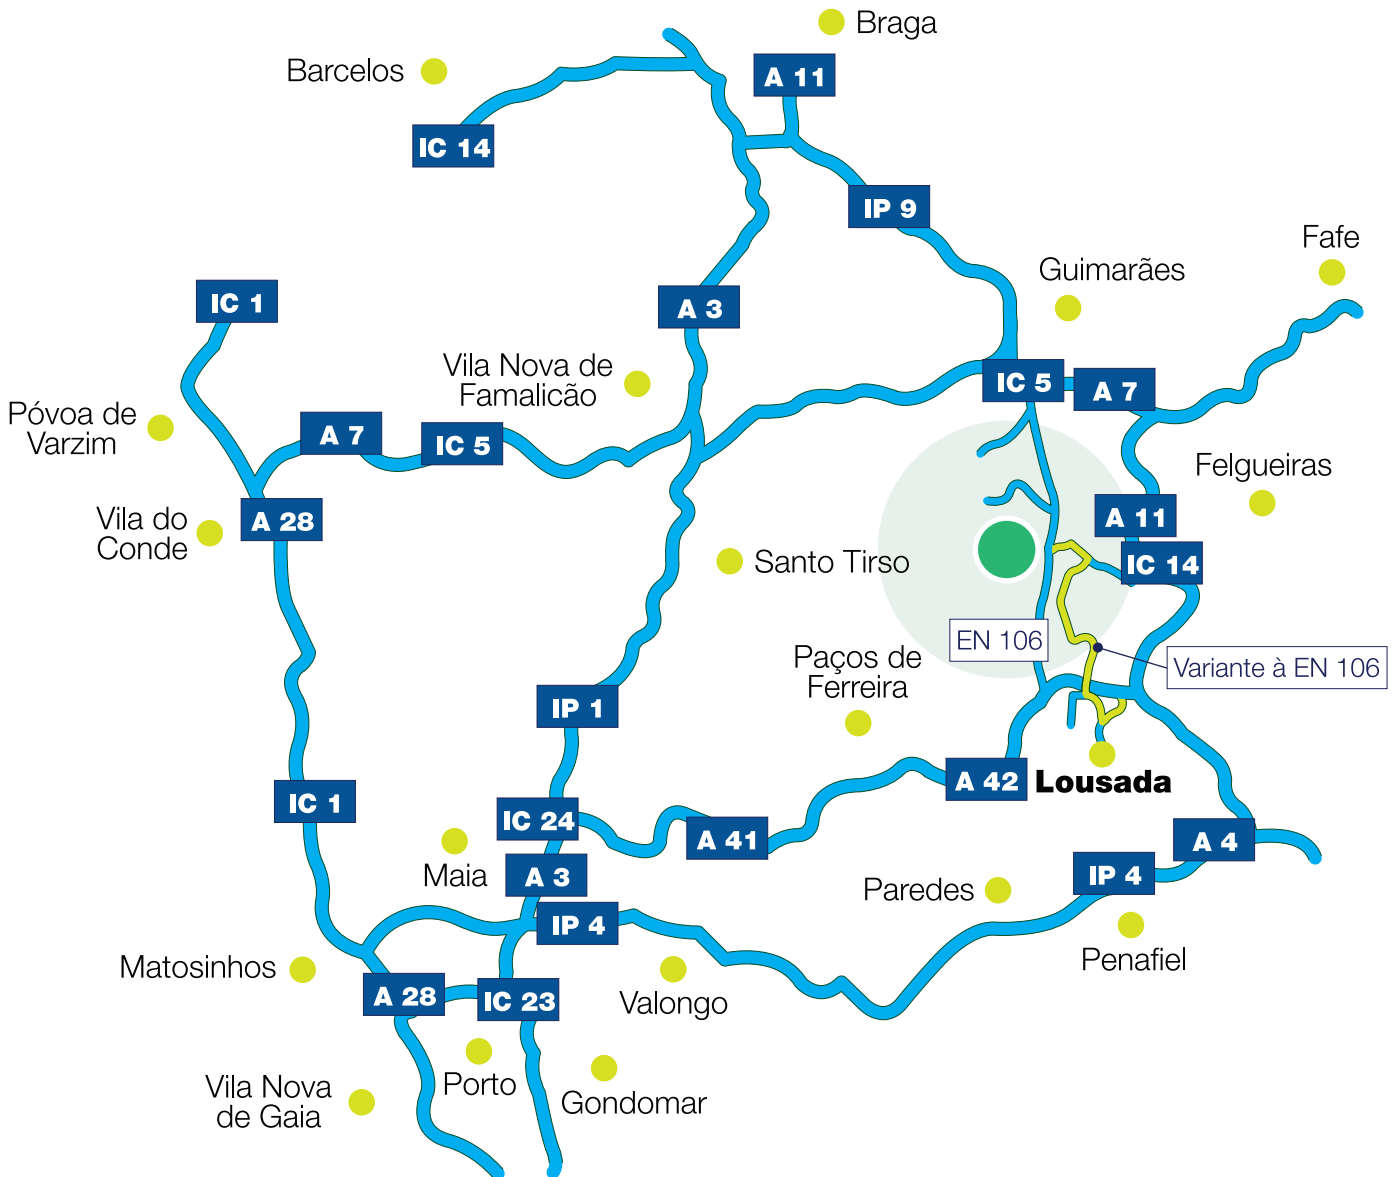 Braga
Barcelos
A 11
IC 14
IP 9
Fafe
Guimarães
IC 1
A 3
Vila Nova de
Famalicão
IC 5
A 7
Póvoa de
Varzim
A 7
IC 5
Felgueiras
A 28
A 11
Vila do
Conde
Santo Tirso
IC 14
EN 106
Paços de
Ferreira
Variante à EN 106
IP 1
A 42
Lousada
IC 1
IC 24
A 41
A 4
Maia
A 3
Paredes
IP 4
IP 4
Matosinhos
Penafiel
A 28
IC 23
Valongo
Vila Nova
de Gaia
Porto
Gondomar